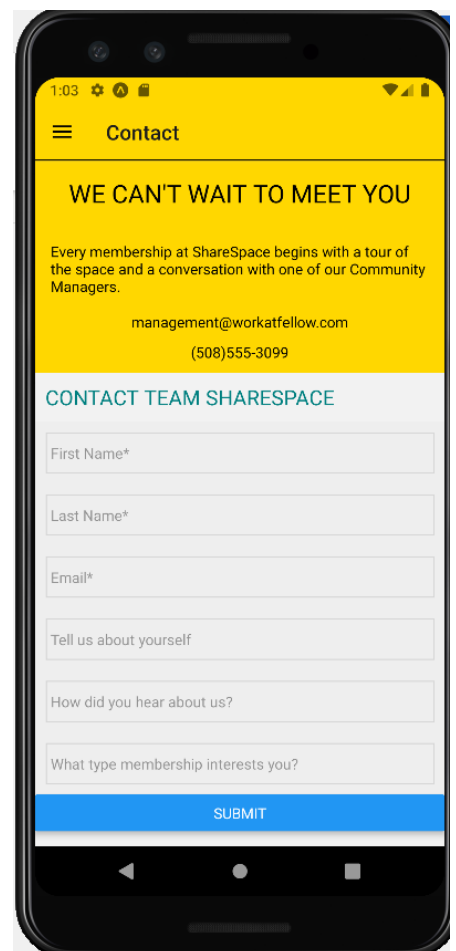 1:03
Contact
WE CAN'T WAIT TO MEET YOU
Every membership at ShareSpace begins with a tour of
the space and a conversation with one of our Community
Managers.
management@workatfellow.com
(508)555-3099
CONTACT TEAM SHARESPACE
First Name*
Last Name*
Email*
Tell us about yourself
How did you hear about us?
What type membership interests you?
SUBMIT